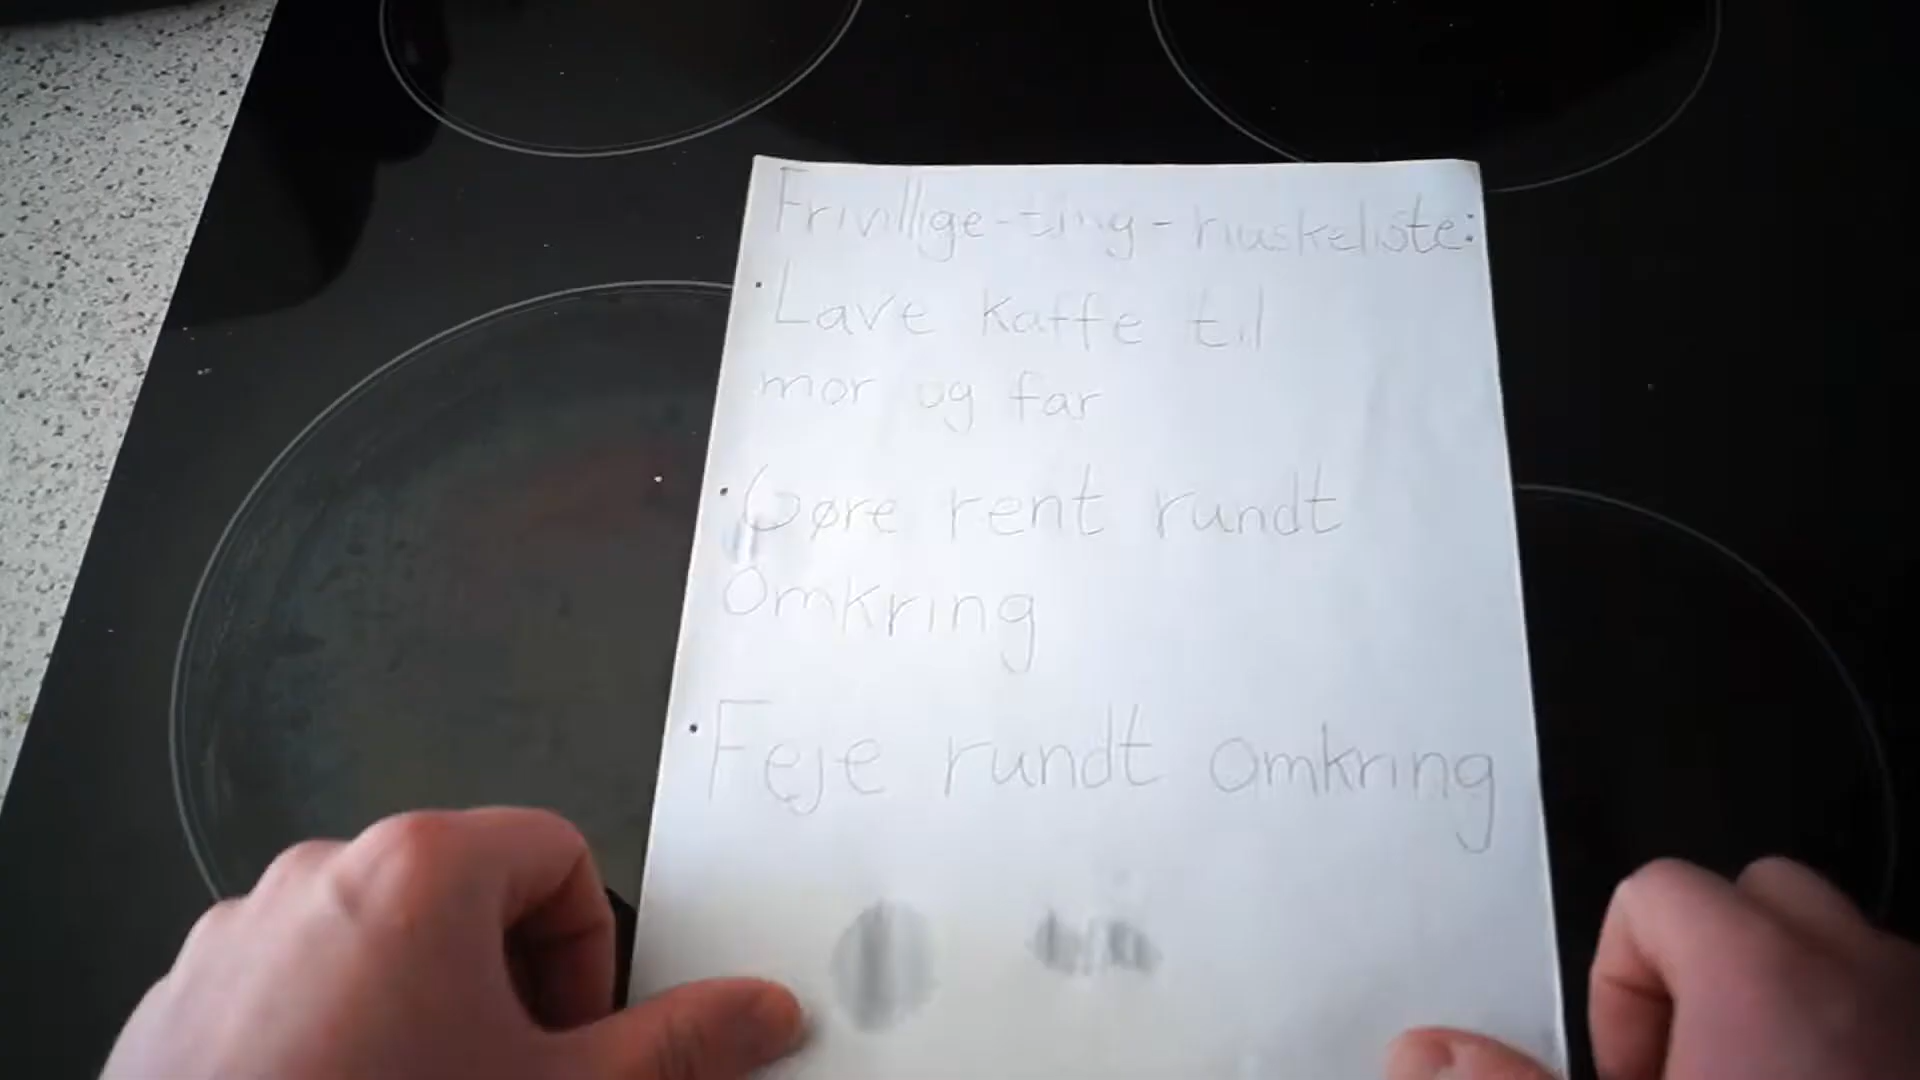 Frivillige-ting-huskeliste:
• Lave kaffe til
mor og far
• Gøre rent rundt
omkring
• Feje rundt omkring